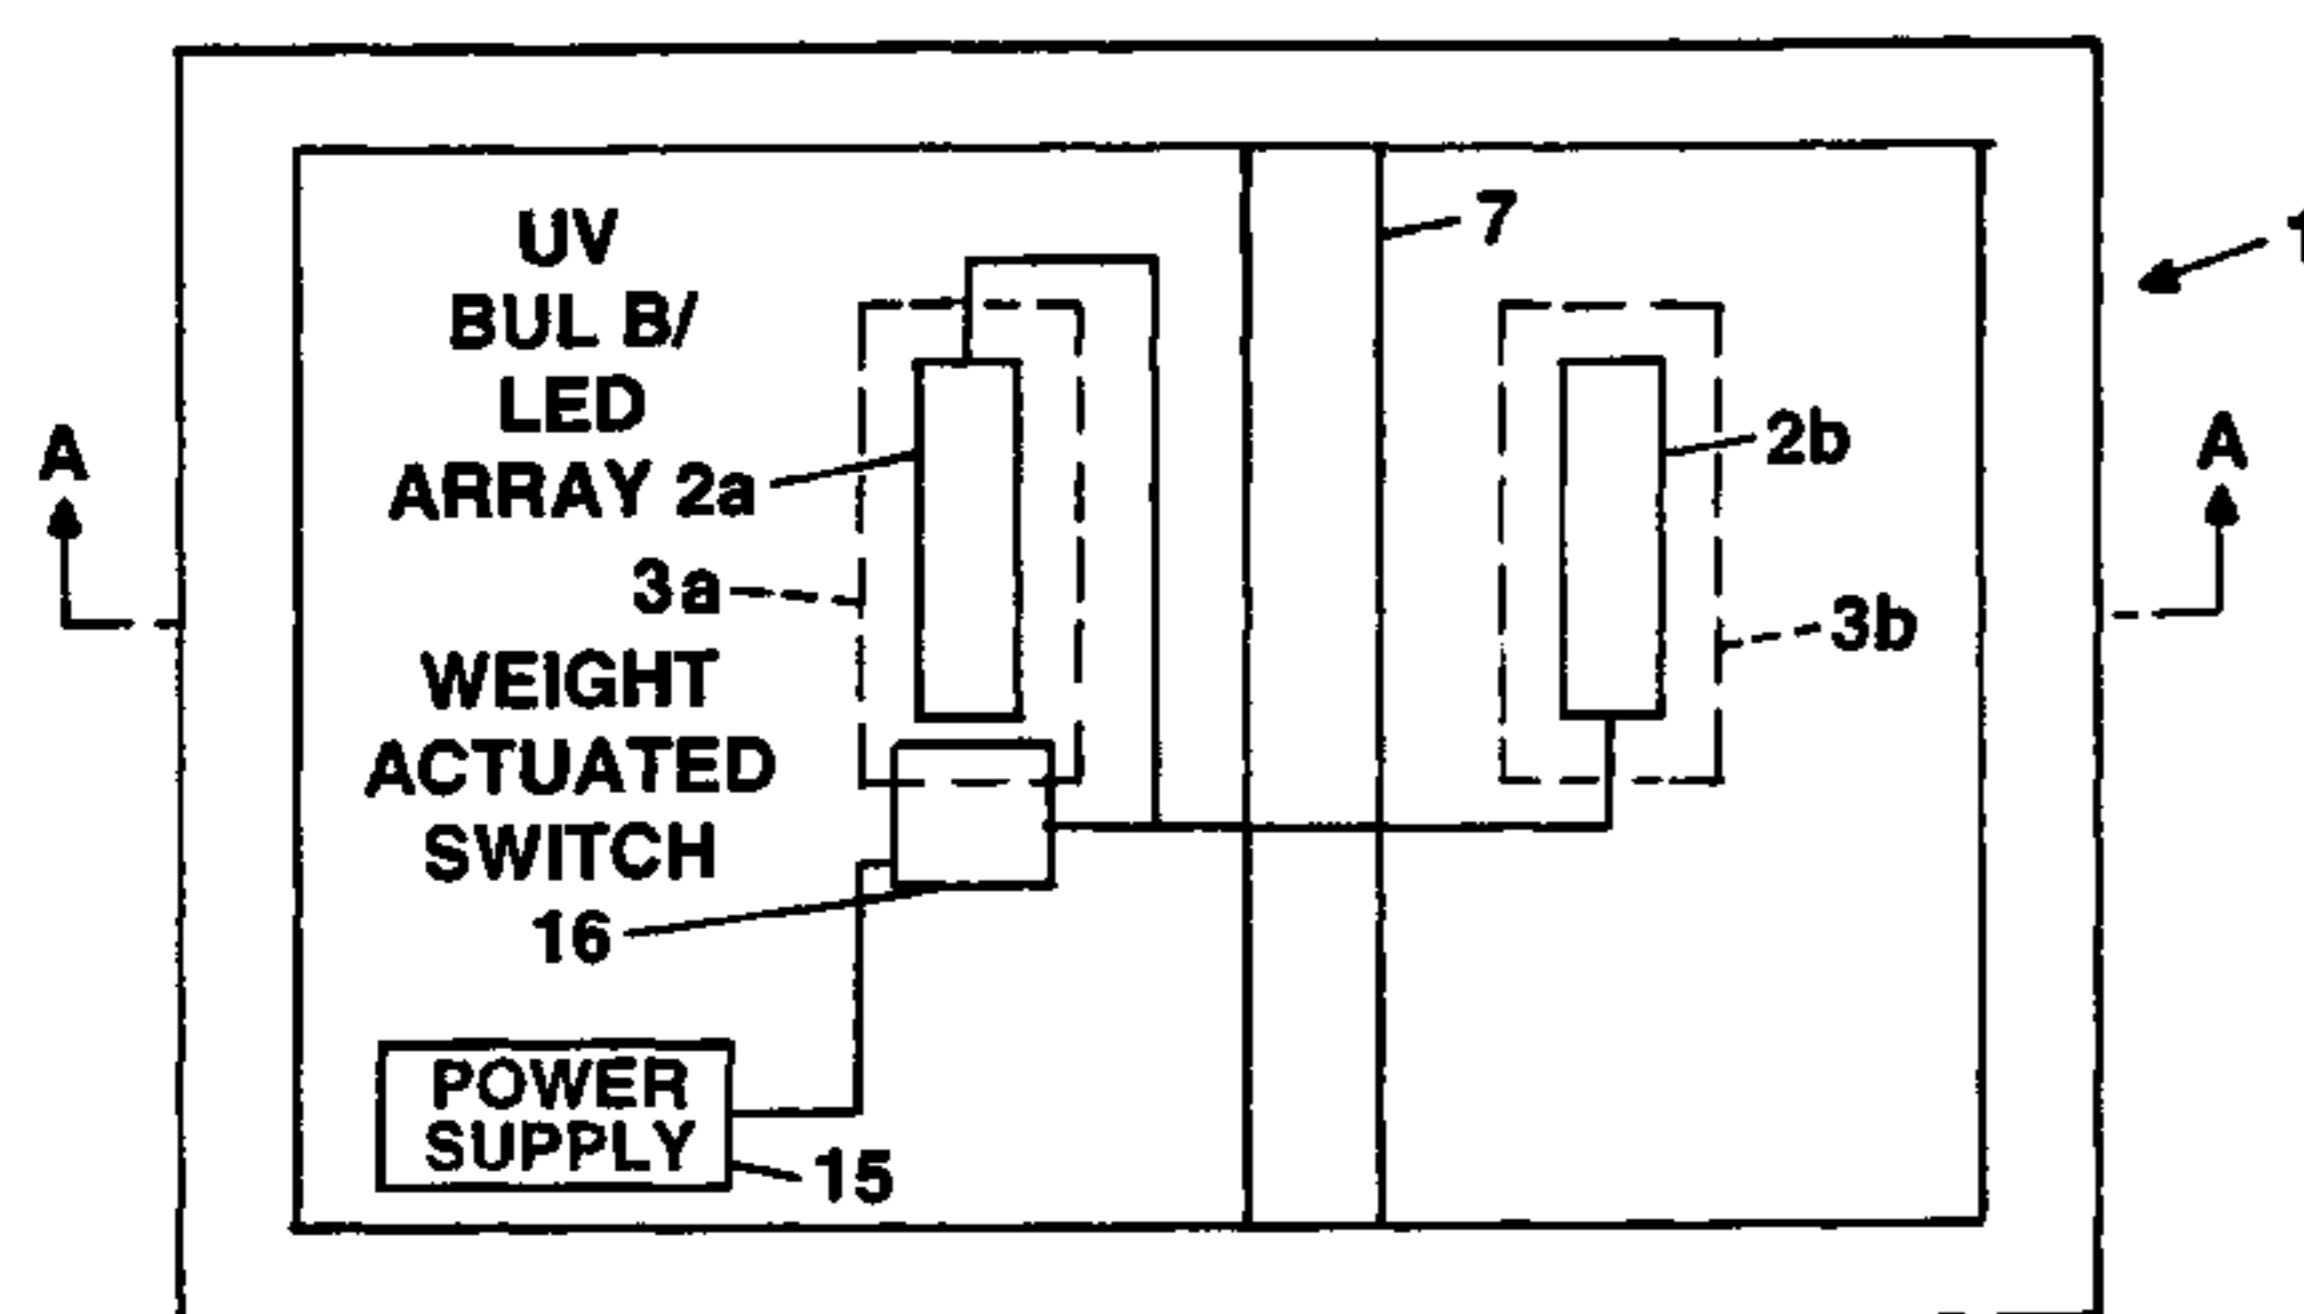 UV
BUL B/
LED
ARRAY 2a
3a
WEIGHT
ACTUATED
SWITCH
16
POWER
SUPPLY
15
7
2b
3b
A
A